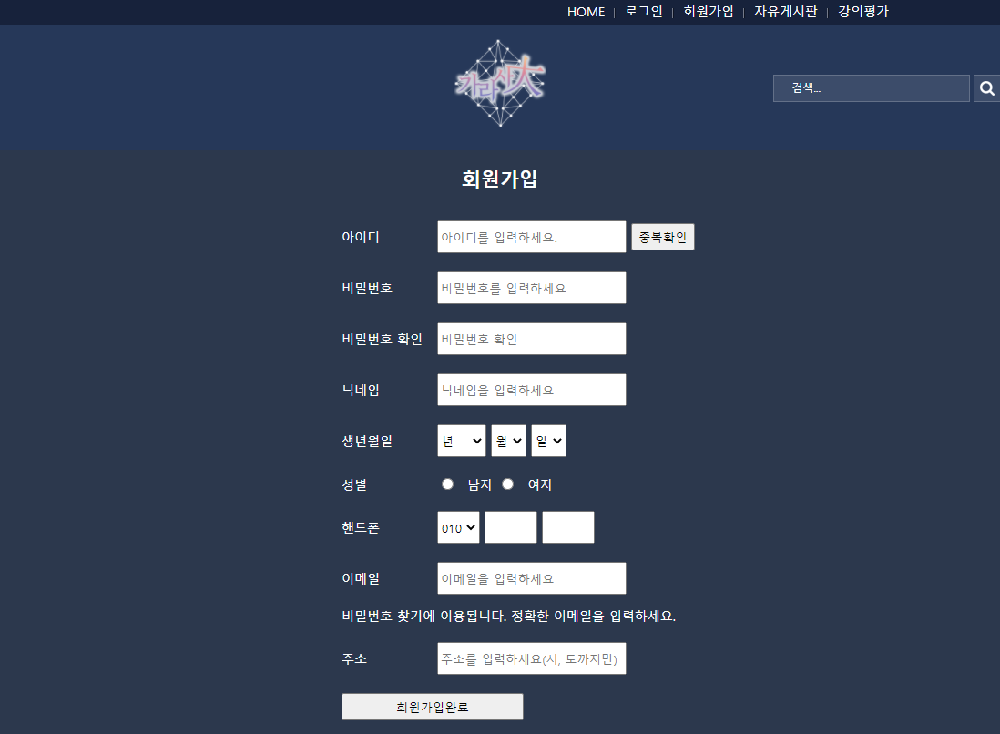 HOME | 로그인 | 회원가입 | 자유게시판 | 강의평가
가라사大
검색...
회원가입
아이디 아이디를 입력하세요. 중복확인
비밀번호 비밀번호를 입력하세요
비밀번호 확인 비밀번호 확인
닉네임 닉네임을 입력하세요
생년월일 년 월 일
성별 남자 여자
핸드폰 010
이메일 이메일을 입력하세요
비밀번호 찾기에 이용됩니다. 정확한 이메일을 입력하세요.
주소 주소를 입력하세요(시, 도까지만)
회원가입완료